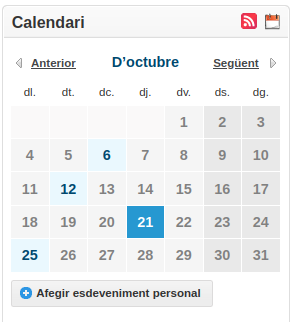 Calendari
Anterior D'octubre Següent
dl. dt. dc. dj. dv. ds. dg.
1 2 3
4 5 6 7 8 9 10
11 12 13 14 15 16 17
18 19 20 21 22 23 24
25 26 27 28 29 30 31
Afegir esdeveniment personal